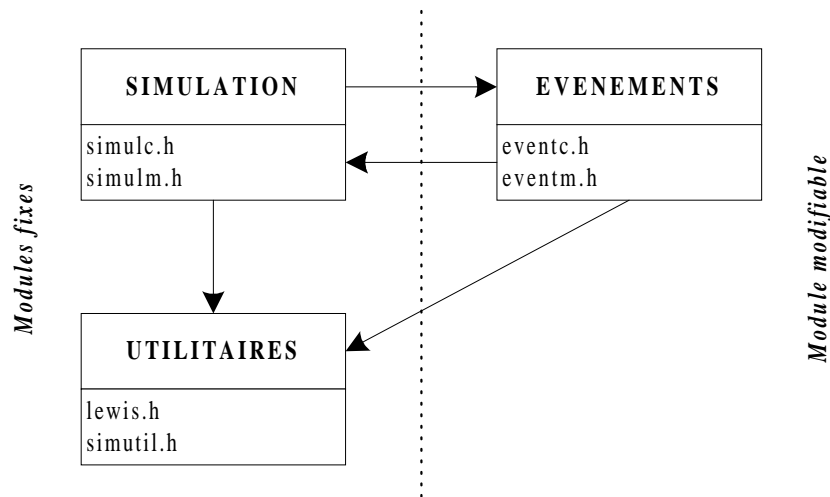 SIMULATION
simulc.h
simulm.h
EVENEMENTS
eventc.h
eventm.h
Modules fixes
Module modifiable
UTILITAIRES
lewis.h
simutil.h